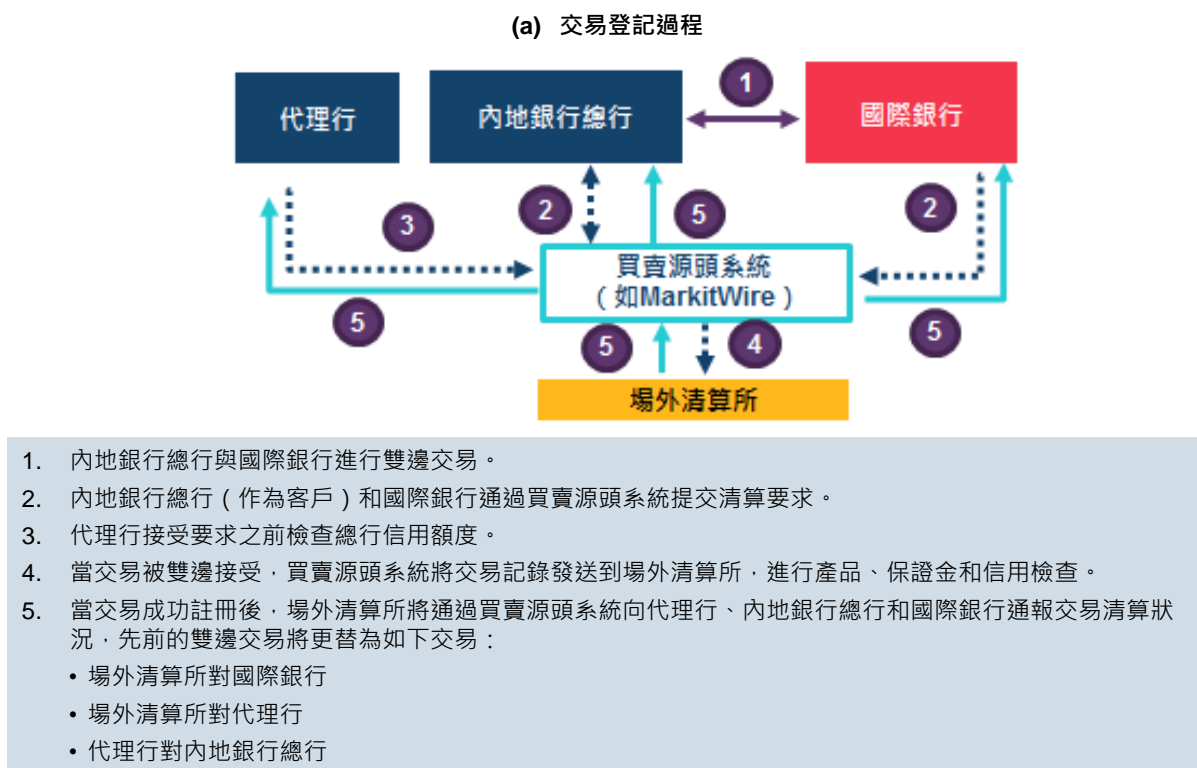 (a) 交易登記過程
代理行
內地銀行總行
1
國際銀行
3
2
5
2
買賣源頭系統
(如MarkitWire)
5
5
5
4
場外清算所
1. 內地銀行總行與國際銀行進行雙邊交易。
2. 內地銀行總行(作為客戶)和國際銀行通過買賣源頭系統提交清算要求。
3. 代理行接受要求之前檢查總行信用額度。
4. 當交易被雙邊接受,買賣源頭系統將交易記錄發送到場外清算所,進行產品、保證金和信用檢查。
5. 當交易成功註冊後,場外清算所將通過買賣源頭系統向代理行、內地銀行總行和國際銀行通報交易清算狀
況,先前的雙邊交易將更替為如下交易:
• 場外清算所對國際銀行
• 場外清算所對代理行
• 代理行對內地銀行總行